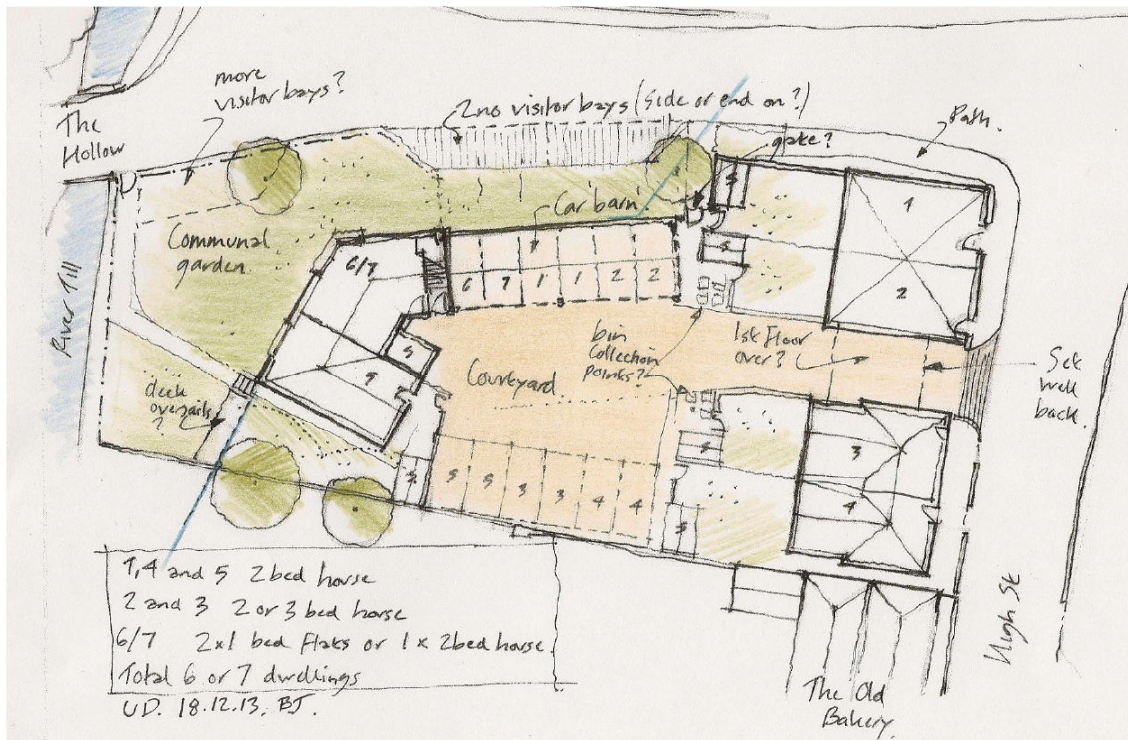 more
visitor bays?
2no visitor bays (side or end on?)
gate?
Path.
The
Hollow
Car barn.
Communal
garden
River Till
6/7
6 7 1 1 2 2
1
2
bin
Collection
points?
1st floor
over?
Set
well
back.
Courtyard
deck
oversails
?
S
5
S
S
S
S
S
5 5 3 3 4 4
3
4
High St
The Old
Bakery.
1,4 and 5 2 bed house
2 and 3 2 or 3 bed house
6/7 2x1 bed flats or 1x 2bed house.
Total 6 or 7 dwellings
UD. 18.12.13. BJ.